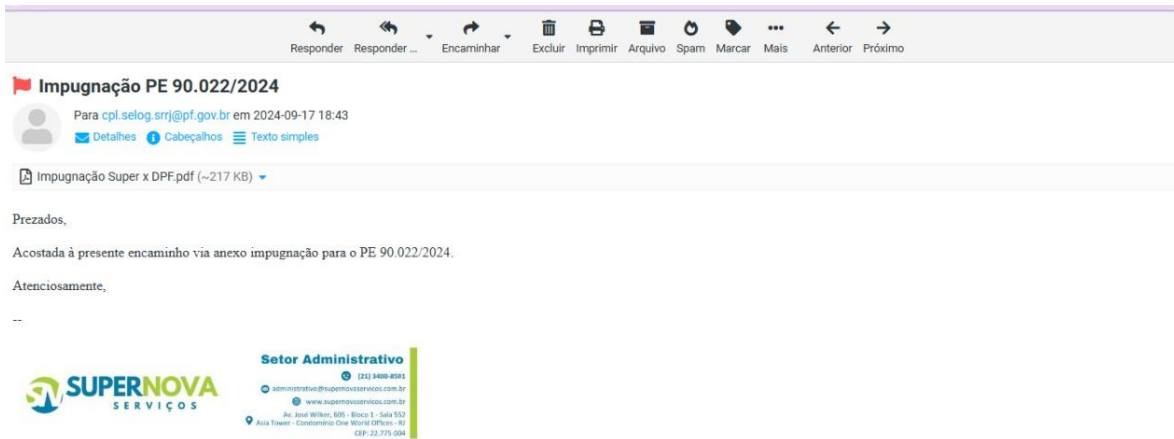 Responder Responder ... Encaminhar Excluir Imprimir Arquivo Spam Marcar Mais Anterior Próximo
Impugnação PE 90.022/2024
Para cpl.selog.srrj@pf.gov.br em 2024-09-17 18:43
Detalhes Cabeçalhos Texto simples
Impugnação Super x DPF.pdf (~217 KB)
Prezados,
Acostada à presente encaminho via anexo impugnação para o PE 90.022/2024.
Atenciosamente,
--
SUPERNOVA
SERVIÇOS
Setor Administrativo
(21) 3400-8591
administrativo@supernovaservicos.com.br
www.supernovaservicos.com.br
Av. José Wilker, 605 - Bloco 1 - Sala 552
Asia Tower - Condomínio One World Offices - RJ
CEP: 22.775-004